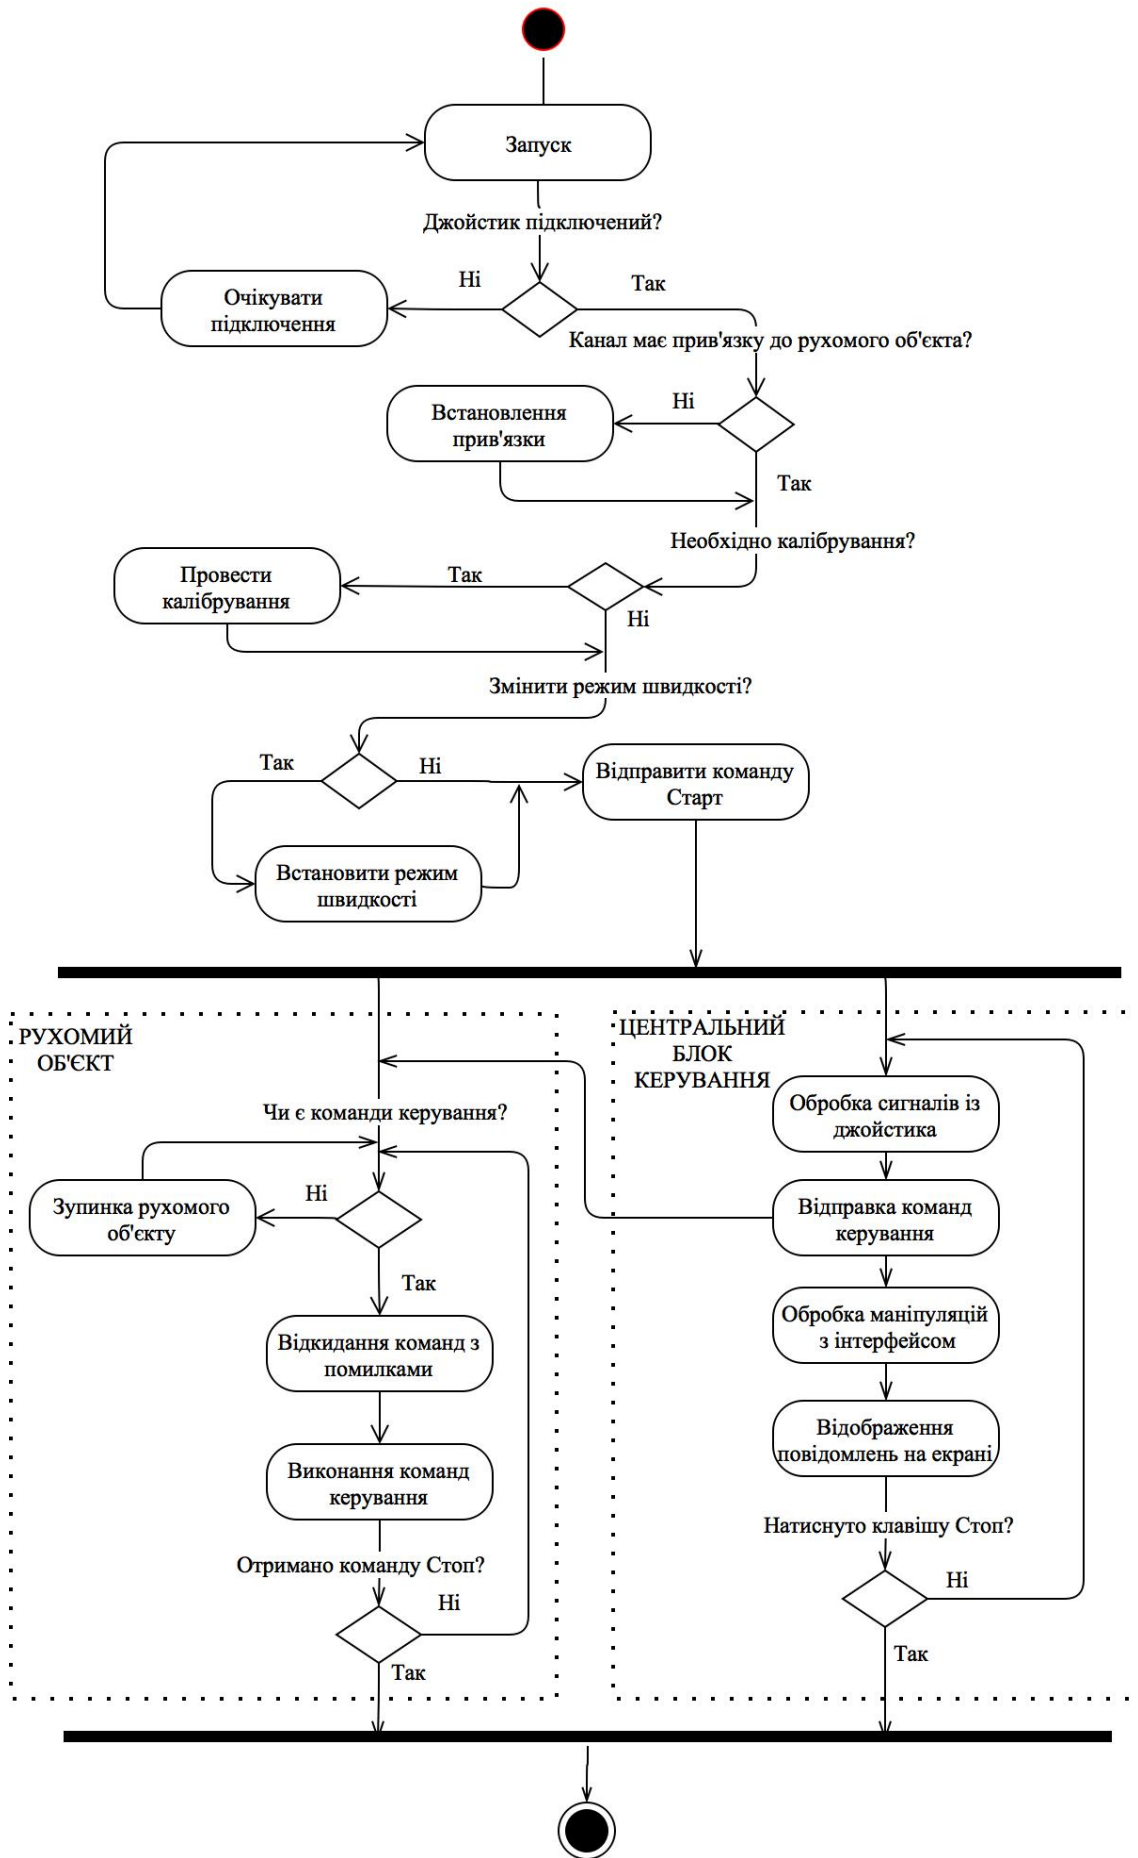 Запуск
Джойстик підключений?
Ні
Так
Очікувати
підключення
Канал має прив'язку до рухомого об'єкта?
Ні
Встановлення
прив'язки
Так
Необхідно калібрування?
Провести
калібрування
Так
Ні
Змінити режим швидкості?
Так
Ні
Відправити команду
Старт
Встановити режим
швидкості
РУХОМИЙ
ОБ'ЄКТ
Чи є команди керування?
Ні
Зупинка рухомого
об'єкту
Так
Відкидання команд з
помилками
Виконання команд
керування
Отримано команду Стоп?
Ні
Так
ЦЕНТРАЛЬНИЙ
БЛОК
КЕРУВАННЯ
Обробка сигналів із
джойстика
Відправка команд
керування
Обробка маніпуляцій
з інтерфейсом
Відображення
повідомлень на екрані
Натиснуто клавішу Стоп?
Ні
Так